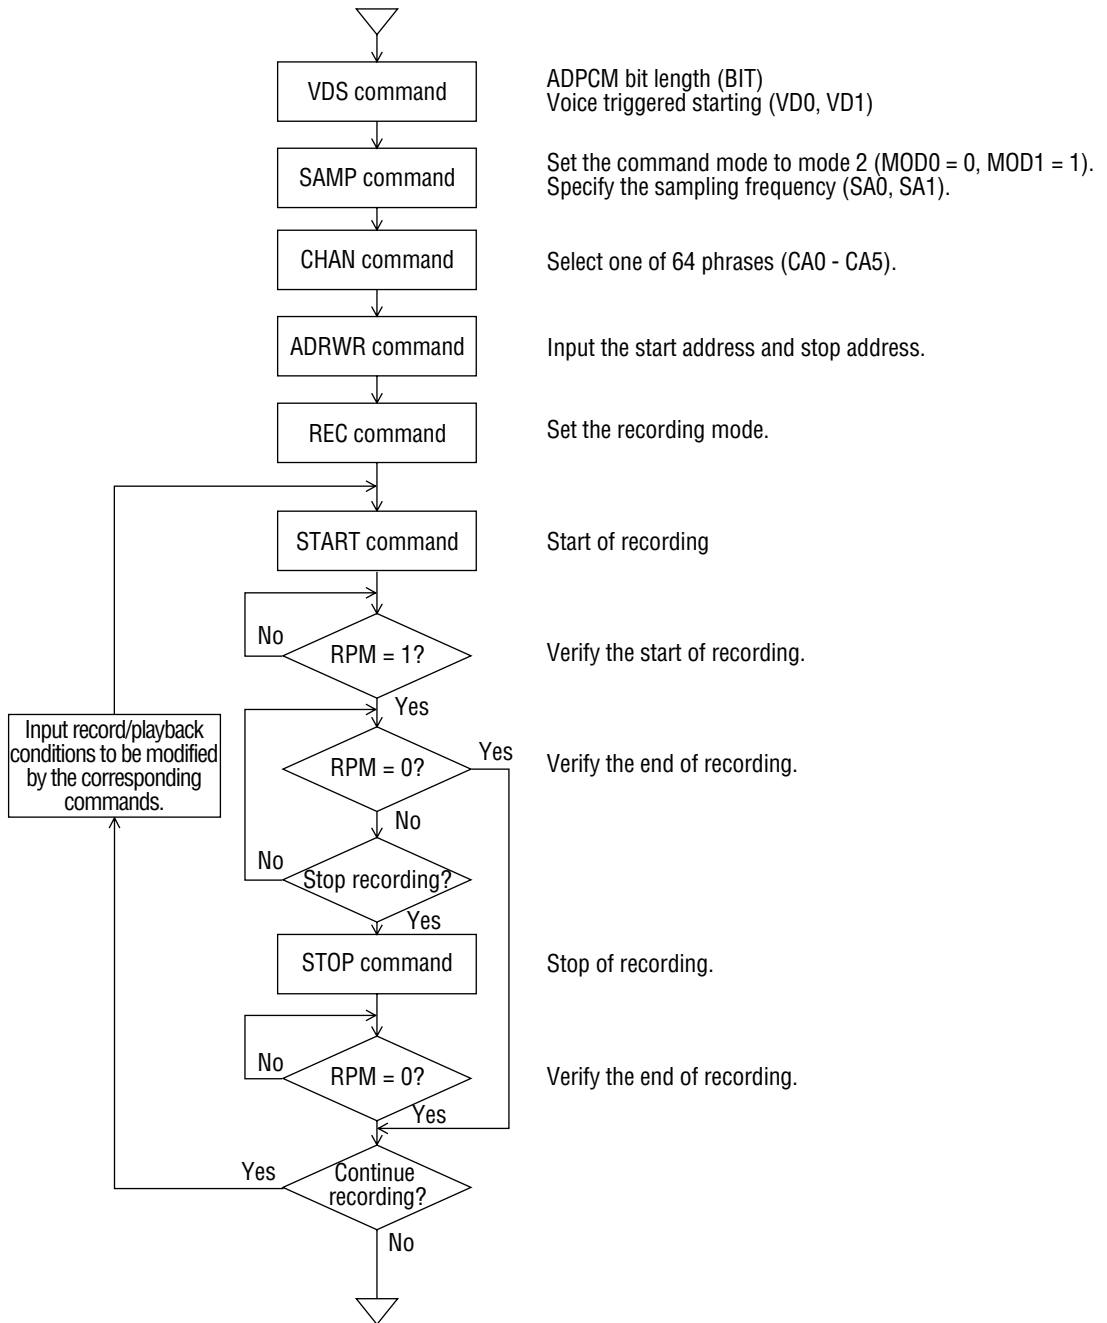 VDS command
ADPCM bit length (BIT)
Voice triggered starting (VD0, VD1)
SAMP command
Set the command mode to mode 2 (MOD0 = 0, MOD1 = 1).
Specify the sampling frequency (SA0, SA1).
CHAN command
Select one of 64 phrases (CA0 - CA5).
ADRWR command
Input the start address and stop address.
REC command
Set the recording mode.
START command
Start of recording
No
RPM = 1?
Verify the start of recording.
Yes
Input record/playback
conditions to be modified
by the corresponding
commands.
RPM = 0?
Yes
Verify the end of recording.
No
No
Stop recording?
Yes
STOP command
Stop of recording.
No
RPM = 0?
Verify the end of recording.
Yes
Yes
Continue
recording?
No